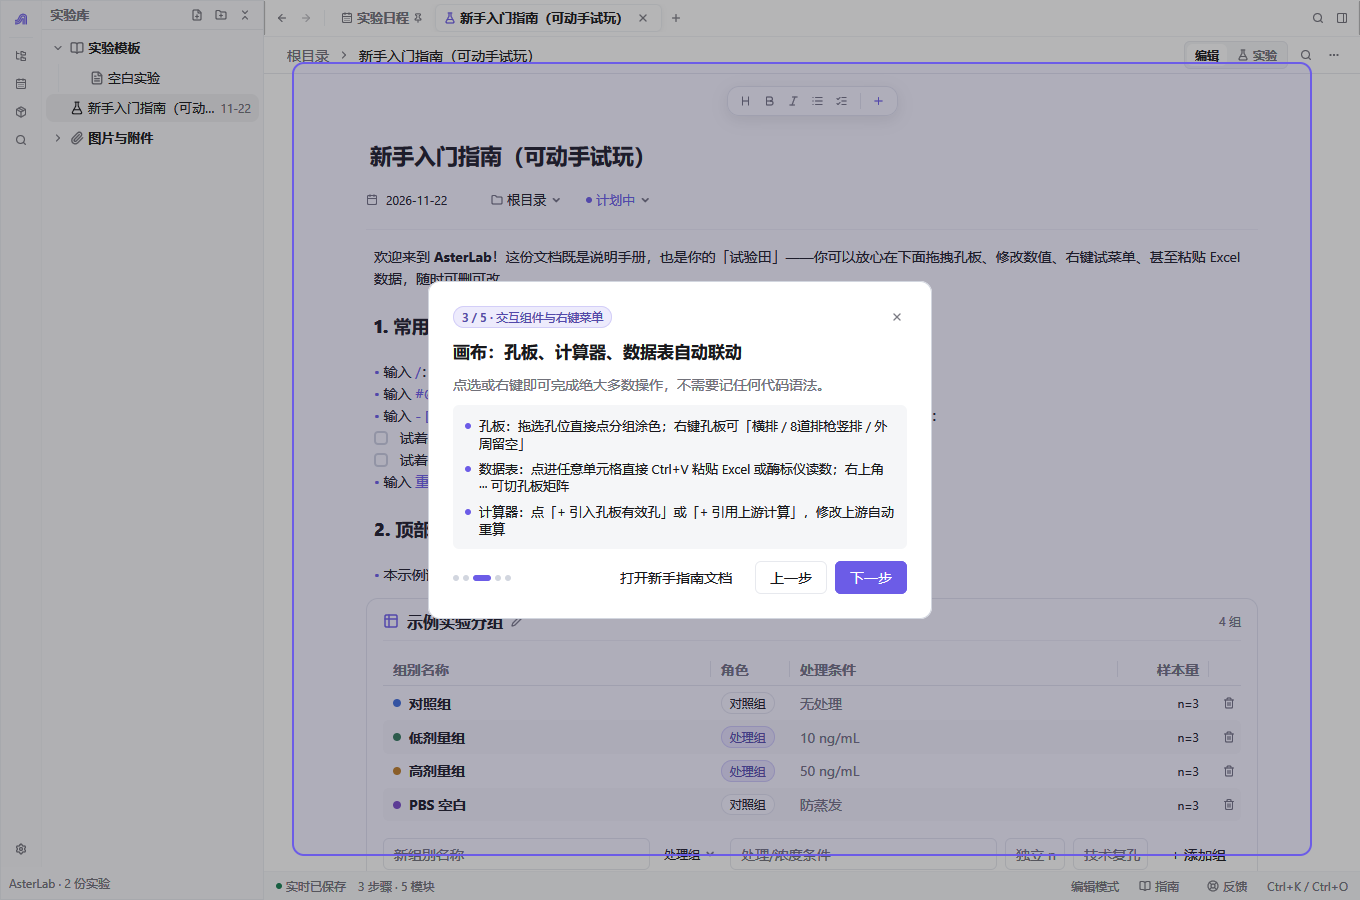 实验库
实验日程
新手入门指南（可动手试玩）
实验模板
空白实验
新手入门指南（可动... 11-22
图片与附件
根目录 > 新手入门指南（可动手试玩）
编辑 实验
H B I
新手入门指南（可动手试玩）
2026-11-22 根目录 计划中
欢迎来到 AsterLab！这份文档既是说明手册，也是你的「试验田」——你可以放心在下面拖拽孔板、修改数值、右键试菜单、甚至粘贴 Excel
数据，随时可删可改
1. 常用
• 输入 /:
• 输入 #
• 输入 -
:
试着
试着
• 输入 重
2. 顶部
• 本示例
3 / 5 · 交互组件与右键菜单
画布：孔板、计算器、数据表自动联动
点选或右键即可完成绝大多数操作，不需要记任何代码语法。
孔板：拖选孔位直接点分组涂色；右键孔板可「横排 / 8道排枪竖排 / 外
周留空」
数据表：点进任意单元格直接 Ctrl+V 粘贴 Excel 或酶标仪读数；右上角
··· 可切孔板矩阵
计算器：点「+ 引入孔板有效孔」或「+ 引用上游计算」，修改上游自动
重算
打开新手指南文档 上一步 下一步
示例实验分组 4 组
组别名称 角色 处理条件 样本量
对照组 对照组 无处理 n=3
低剂量组 处理组 10 ng/mL n=3
高剂量组 处理组 50 ng/mL n=3
PBS 空白 对照组 防蒸发 n=3
新组别名称 处理组 处理/浓度条件 独立 n 技术复孔 + 添加组
AsterLab · 2 份实验
实时已保存 3 步骤 · 5 模块
编辑模式 指南 反馈 Ctrl+K / Ctrl+O